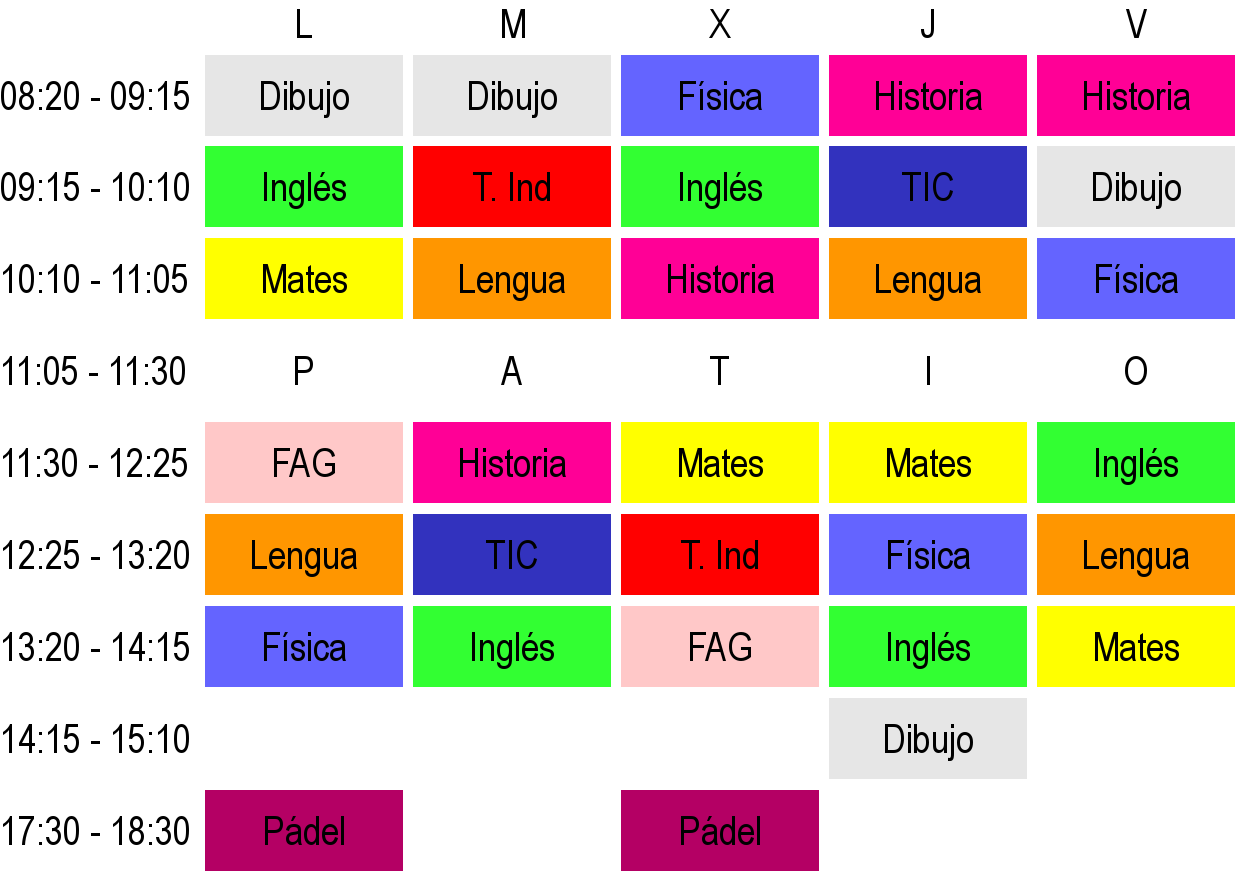 L M X J V
08:20 - 09:15 Dibujo Dibujo Física Historia Historia
09:15 - 10:10 Inglés T. Ind Inglés TIC Dibujo
10:10 - 11:05 Mates Lengua Historia Lengua Física
11:05 - 11:30 P A T I O
11:30 - 12:25 FAG Historia Mates Mates Inglés
12:25 - 13:20 Lengua TIC T. Ind Física Lengua
13:20 - 14:15 Física Inglés FAG Inglés Mates
14:15 - 15:10 Dibujo
17:30 - 18:30 Pádel Pádel